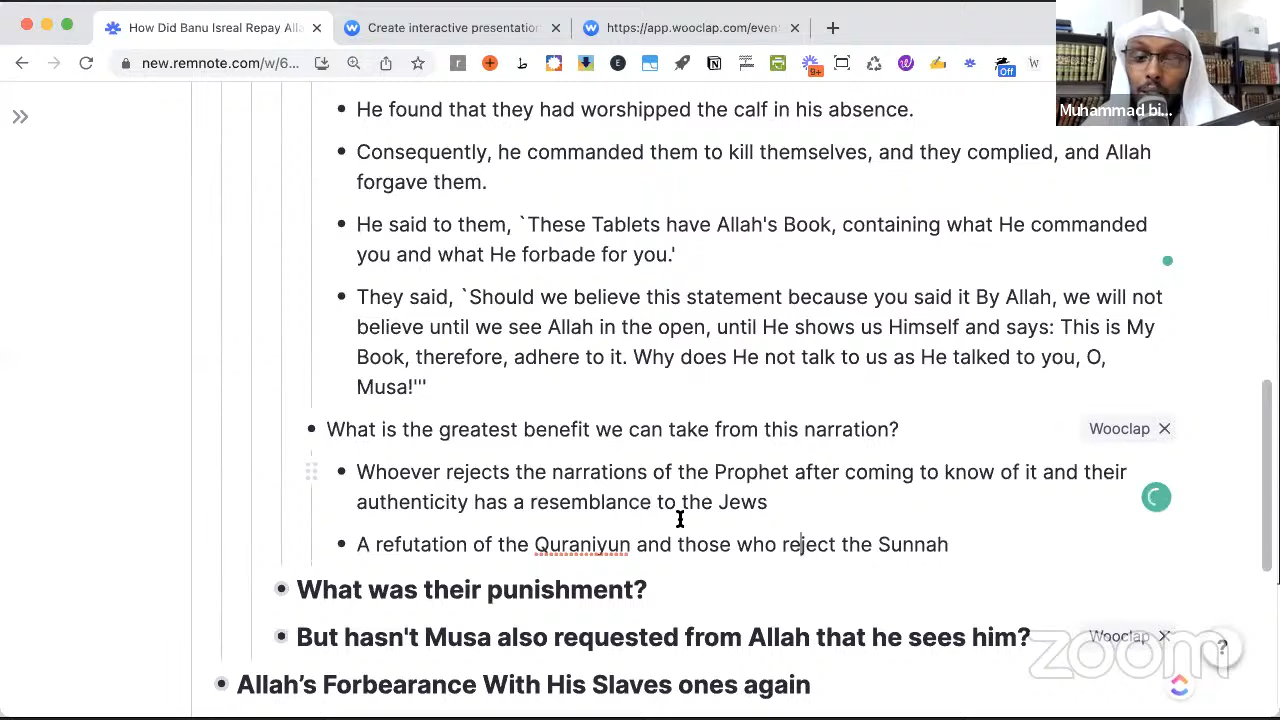 How Did Banu Isreal Repay Alla
Create interactive presentation
https://app.wooclap.com/even
new.remnote.com/w/6...
9+
Off
Muhammad bi...
He found that they had worshipped the calf in his absence.
Consequently, he commanded them to kill themselves, and they complied, and Allah
forgave them.
He said to them, `These Tablets have Allah's Book, containing what He commanded
you and what He forbade for you.'
They said, `Should we believe this statement because you said it By Allah, we will not
believe until we see Allah in the open, until He shows us Himself and says: This is My
Book, therefore, adhere to it. Why does He not talk to us as He talked to you, O,
Musa!'''
What is the greatest benefit we can take from this narration?
Wooclap
Whoever rejects the narrations of the Prophet after coming to know of it and their
authenticity has a resemblance to the Jews
A refutation of the Quraniyun and those who reject the Sunnah
What was their punishment?
But hasn't Musa also requested from Allah that he sees him?
Wooclap
zoom
?
Allah's Forbearance With His Slaves ones again